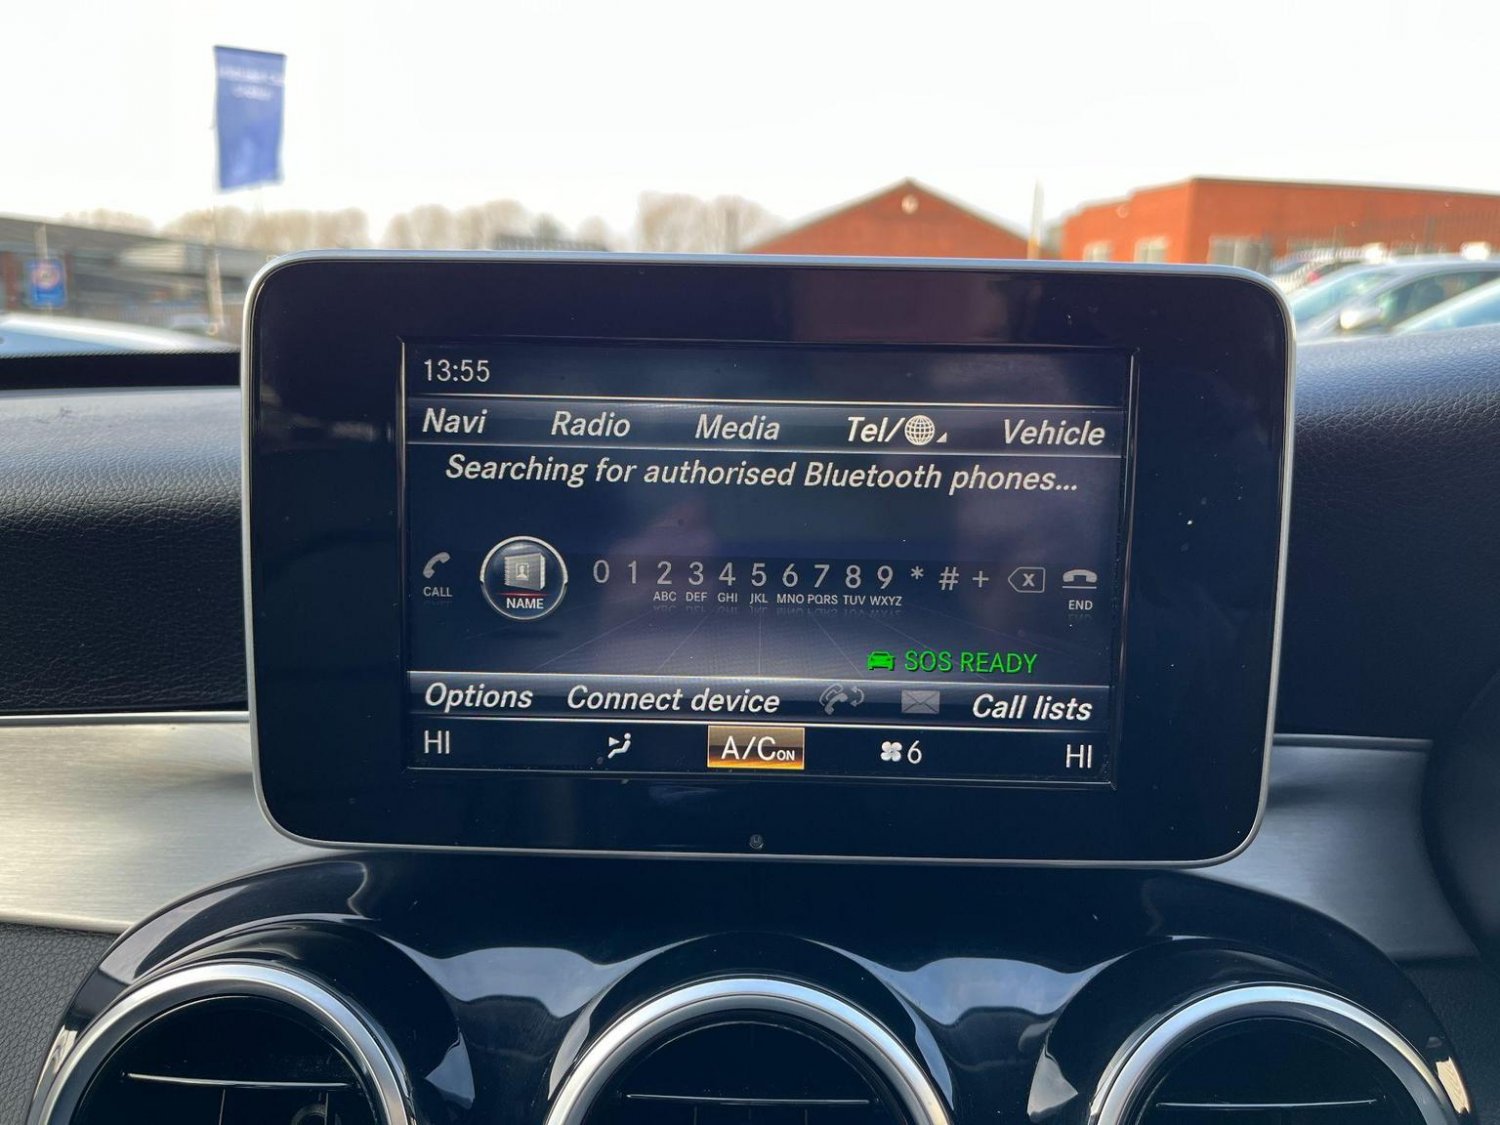 13:55
Navi Radio Media Tel/ Vehicle
Searching for authorised Bluetooth phones...
0 1 2 3 4 5 6 7 8 9 * # + x
CALL NAME ABC DEF GHI JKL MNO PQRS TUV WXYZ END
SOS READY
Options Connect device Call lists
HI A/C ON 6 HI